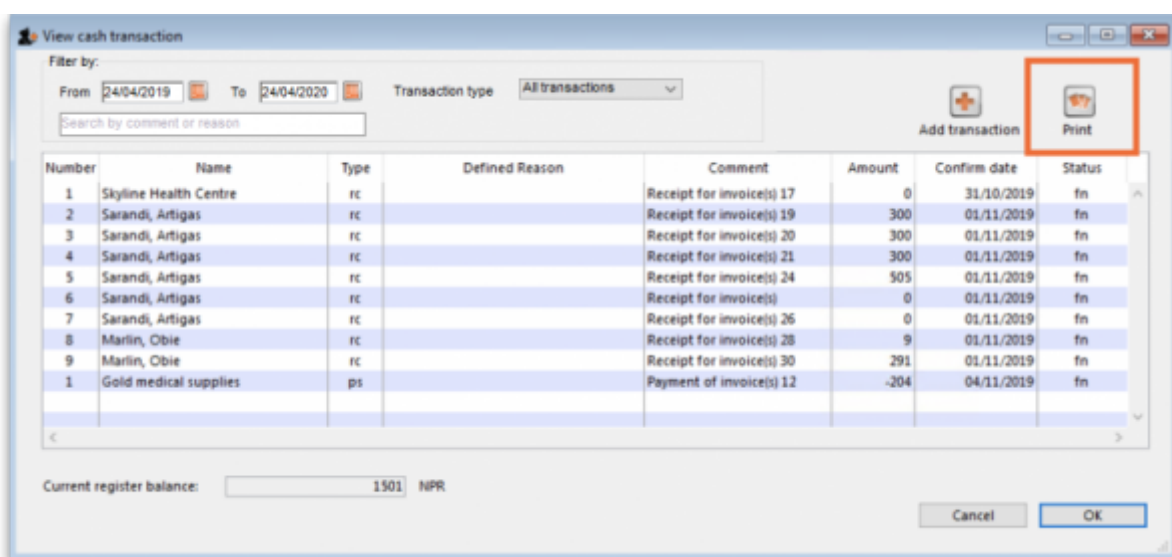 View cash transaction
Filter by:
From 24/04/2019 To 24/04/2020 Transaction type All transactions
Search by comment or reason
Add transaction Print
Number Name Type Defined Reason Comment Amount Confirm date Status
1 Skyline Health Centre rc Receipt for invoice(s) 17 0 31/10/2019 fn
2 Sarandi, Artigas rc Receipt for invoice(s) 19 300 01/11/2019 fn
3 Sarandi, Artigas rc Receipt for invoice(s) 20 300 01/11/2019 fn
4 Sarandi, Artigas rc Receipt for invoice(s) 21 300 01/11/2019 fn
5 Sarandi, Artigas rc Receipt for invoice(s) 24 505 01/11/2019 fn
6 Sarandi, Artigas rc Receipt for invoice(s) 0 01/11/2019 fn
7 Sarandi, Artigas rc Receipt for invoice(s) 26 0 01/11/2019 fn
8 Marlin, Obie rc Receipt for invoice(s) 28 9 01/11/2019 fn
9 Marlin, Obie rc Receipt for invoice(s) 30 291 01/11/2019 fn
1 Gold medical supplies ps Payment of invoice(s) 12 -204 04/11/2019 fn
Current register balance: 1501 NPR
Cancel OK